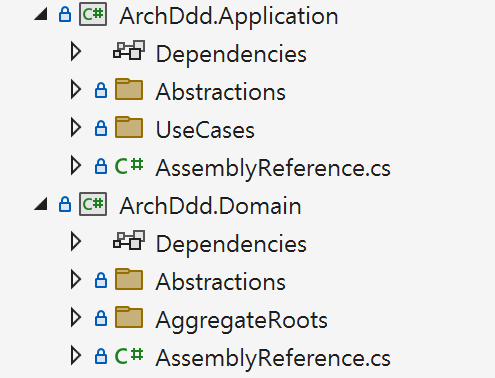 C# ArchDdd.Application
Dependencies
Abstractions
UseCases
C# AssemblyReference.cs
C# ArchDdd.Domain
Dependencies
Abstractions
AggregateRoots
C# AssemblyReference.cs